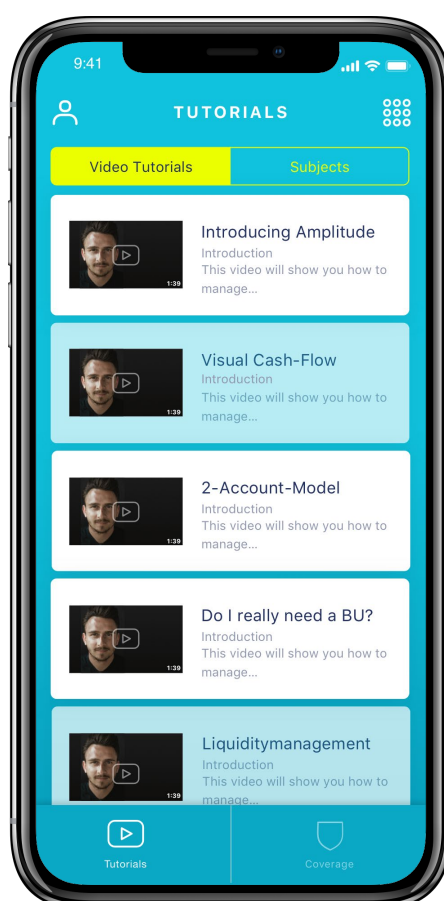 9:41
TUTORIALS
Video Tutorials
Subjects
Introducing Amplitude
Introduction
This video will show you how to
manage...
1:39
Visual Cash-Flow
Introduction
This video will show you how to
manage...
1:39
2-Account-Model
Introduction
This video will show you how to
manage...
1:39
Do I really need a BU?
Introduction
This video will show you how to
manage...
1:39
Liquiditymanagement
Introduction
This video will show you how to
manage...
1:39
Tutorials
Coverage